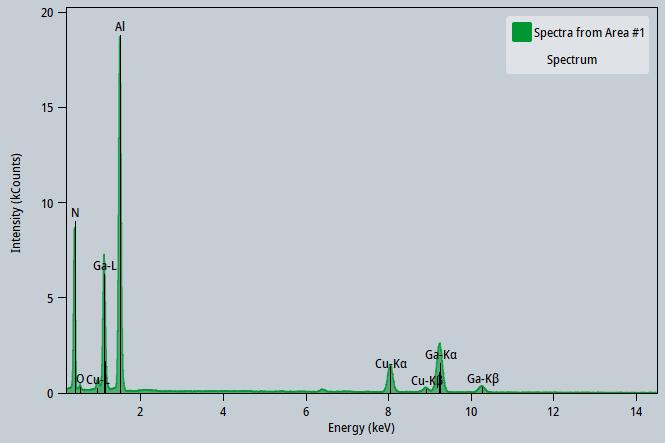 20
15
10
5
0
Intensity (kCounts)
Spectra from Area #1
Spectrum
Al
N
Ga-L
O
Cu-L
Cu-Kα
Cu-Kβ
Ga-Kα
Ga-Kβ
2 4 6 8 10 12 14
Energy (keV)